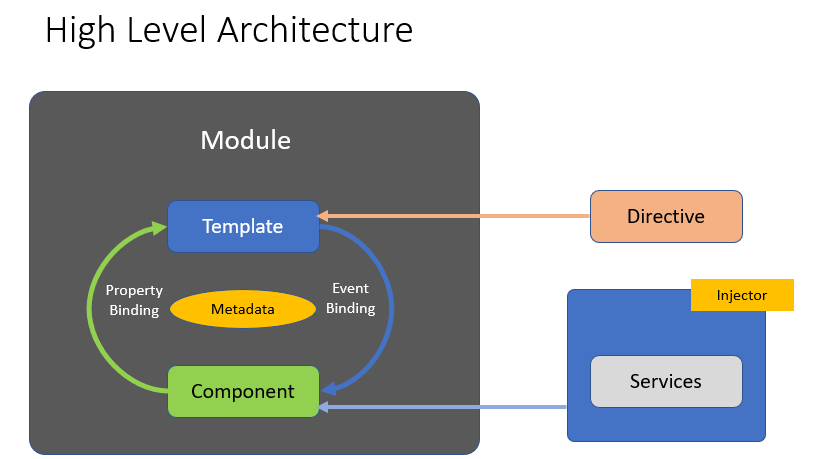 High Level Architecture
Module
Template
Directive
Property
Binding
Metadata
Event
Binding
Injector
Component
Services